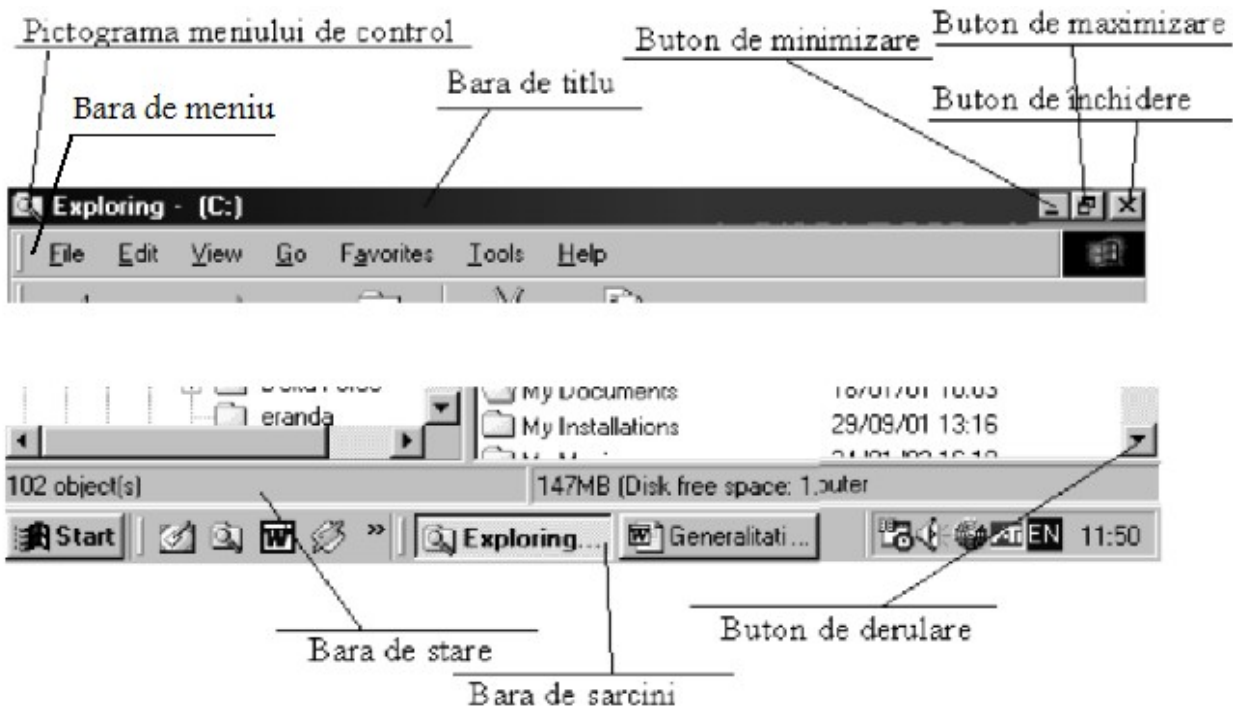 Pictograma meniului de control
Buton de minimizare
Buton de maximizare
Bara de titlu
Bara de meniu
Buton de închidere
Exploring - (C:)
File Edit View Go Favorites Tools Help
My Documents
eranda
My Installations 29/09/01 13:16
102 object(s) 147MB (Disk free space: 1.outer
Start W » Exploring... Generalitati ... EN 11:50
Bara de stare
Buton de derulare
Bara de sarcini